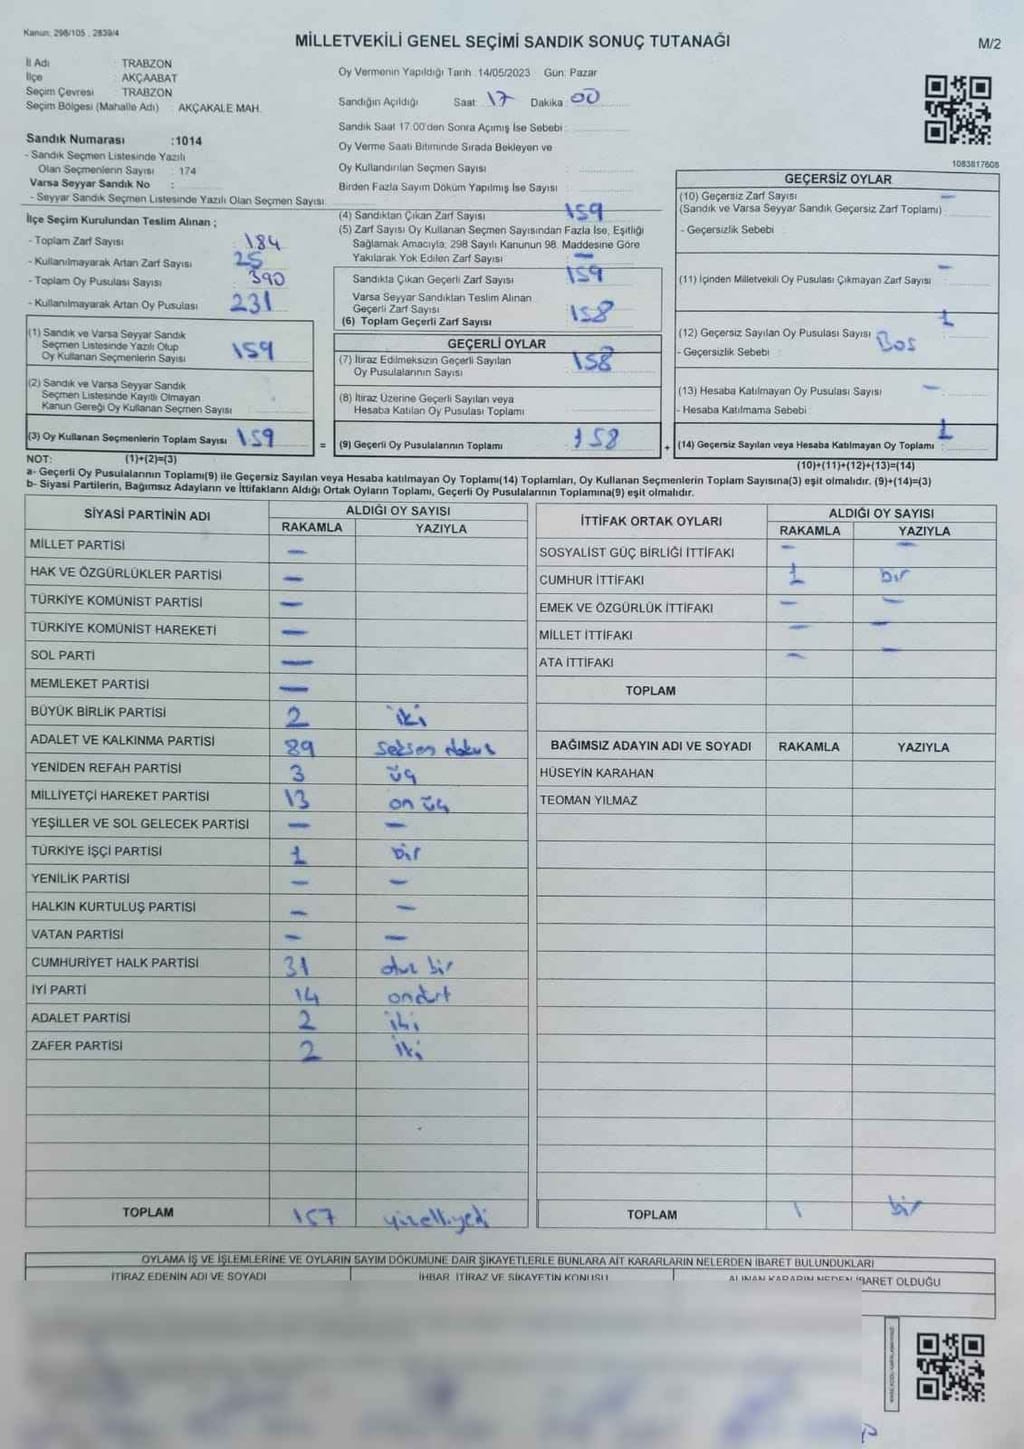 Kanun: 298/105 , 2839/4
MİLLETVEKİLİ GENEL SEÇİMİ SANDIK SONUÇ TUTANAĞI
M/2
İl Adı : TRABZON
İlçe : AKÇAABAT
Seçim Çevresi : TRABZON
Seçim Bölgesi (Mahalle Adı) : AKÇAKALE MAH.
Oy Vermenin Yapıldığı Tarih :14/05/2023 Gün: Pazar
Sandığın Açıldığı Saat: 17 Dakika: 00
Sandık Saat 17.00'den Sonra Açılmış İse Sebebi :
Oy Verme Saati Bitiminde Sırada Bekleyen ve
Oy Kullandırılan Seçmen Sayısı :
Birden Fazla Sayım Döküm Yapılmış İse Sayısı :
1083817608
Sandık Numarası :1014
- Sandık Seçmen Listesinde Yazılı
Olan Seçmenlerin Sayısı : 174
Varsa Seyyar Sandık No :
- Seyyar Sandık Seçmen Listesinde Yazılı Olan Seçmen Sayısı:
İlçe Seçim Kurulundan Teslim Alınan ;
- Toplam Zarf Sayısı : 184
- Kullanılmayarak Artan Zarf Sayısı : 25
- Toplam Oy Pusulası Sayısı : 390
- Kullanılmayarak Artan Oy Pusulası : 231
(1) Sandık ve Varsa Seyyar Sandık
Seçmen Listesinde Yazılı Olup
Oy Kullanan Seçmenlerin Sayısı : 159
(2) Sandık ve Varsa Seyyar Sandık
Seçmen Listesinde Kayıtlı Olmayan
Kanun Gereği Oy Kullanan Seçmen Sayısı :
(3) Oy Kullanan Seçmenlerin Toplam Sayısı : 159
(1)+(2)=(3)
(4) Sandıktan Çıkan Zarf Sayısı : 159
(5) Zarf Sayısı Oy Kullanan Seçmen Sayısından Fazla İse, Eşitliği
Sağlamak Amacıyla; 298 Sayılı Kanunun 98. Maddesine Göre
Yakılarak Yok Edilen Zarf Sayısı : —
Sandıkta Çıkan Geçerli Zarf Sayısı : 159
Varsa Seyyar Sandıktan Teslim Alınan
Geçerli Zarf Sayısı :
(6) Toplam Geçerli Zarf Sayısı : 158
GEÇERLİ OYLAR
(7) İtiraz Edilmeksizin Geçerli Sayılan
Oy Pusulalarının Sayısı : 158
(8) İtiraz Üzerine Geçerli Sayılan veya
Hesaba Katılan Oy Pusulası Toplamı :
= (9) Geçerli Oy Pusulalarının Toplamı : 158
GEÇERSİZ OYLAR
(10) Geçersiz Zarf Sayısı —
(Sandık ve Varsa Seyyar Sandık Geçersiz Zarf Toplamı) :
- Geçersizlik Sebebi :
(11) İçinden Milletvekili Oy Pusulası Çıkmayan Zarf Sayısı : —
(12) Geçersiz Sayılan Oy Pusulası Sayısı : 1
- Geçersizlik Sebebi : Boş
(13) Hesaba Katılmayan Oy Pusulası Sayısı : —
- Hesaba Katılmama Sebebi :
+ (14) Geçersiz Sayılan veya Hesaba Katılmayan Oy Toplamı : 1
(10)+(11)+(12)+(13)=(14)
NOT:
a- Geçerli Oy Pusulalarının Toplamı(9) ile Geçersiz Sayılan veya Hesaba katılmayan Oy Toplamı(14) Toplamları, Oy Kullanan Seçmenlerin Toplam Sayısına(3) eşit olmalıdır. (9)+(14)=(3)
b- Siyasi Partilerin, Bağımsız Adayların ve İttifakların Aldığı Ortak Oyların Toplamı, Geçerli Oy Pusulalarının Toplamına(9) eşit olmalıdır.
SİYASİ PARTİNİN ADI ALDIĞI OY SAYISI
RAKAMLA YAZIYLA
MİLLET PARTİSİ —
HAK VE ÖZGÜRLÜKLER PARTİSİ —
TÜRKİYE KOMÜNİST PARTİSİ —
TÜRKİYE KOMÜNİST HAREKETİ —
SOL PARTİ —
MEMLEKET PARTİSİ —
BÜYÜK BİRLİK PARTİSİ 2 iki
ADALET VE KALKINMA PARTİSİ 89 seksen dokuz
YENİDEN REFAH PARTİSİ 3 üç
MİLLİYETÇİ HAREKET PARTİSİ 13 on üç
YEŞİLLER VE SOL GELECEK PARTİSİ — —
TÜRKİYE İŞÇİ PARTİSİ 1 bir
YENİLİK PARTİSİ — —
HALKIN KURTULUŞ PARTİSİ — —
VATAN PARTİSİ — —
CUMHURİYET HALK PARTİSİ 31 otuz bir
İYİ PARTİ 14 ondört
ADALET PARTİSİ 2 iki
ZAFER PARTİSİ 2 iki
TOPLAM 157 yüzelliyedi
İTTİFAK ORTAK OYLARI ALDIĞI OY SAYISI
RAKAMLA YAZIYLA
SOSYALİST GÜÇ BİRLİĞİ İTTİFAKI — —
CUMHUR İTTİFAKI 1 bir
EMEK VE ÖZGÜRLÜK İTTİFAKI — —
MİLLET İTTİFAKI — —
ATA İTTİFAKI — —
TOPLAM
BAĞIMSIZ ADAYIN ADI VE SOYADI RAKAMLA YAZIYLA
HÜSEYİN KARAHAN
TEOMAN YILMAZ
TOPLAM 1 bir
OYLAMA İŞ VE İŞLEMLERİNE VE OYLARIN SAYIM DÖKÜMÜNE DAİR ŞİKAYETLERLE BUNLARA AİT KARARLARIN NELERDEN İBARET BULUNDUKLARI
İTİRAZ EDENİN ADI VE SOYADI İHBAR, İTİRAZ VE ŞİKAYETİN KONUSU ALINAN KARARIN NEDEN İBARET OLDUĞU